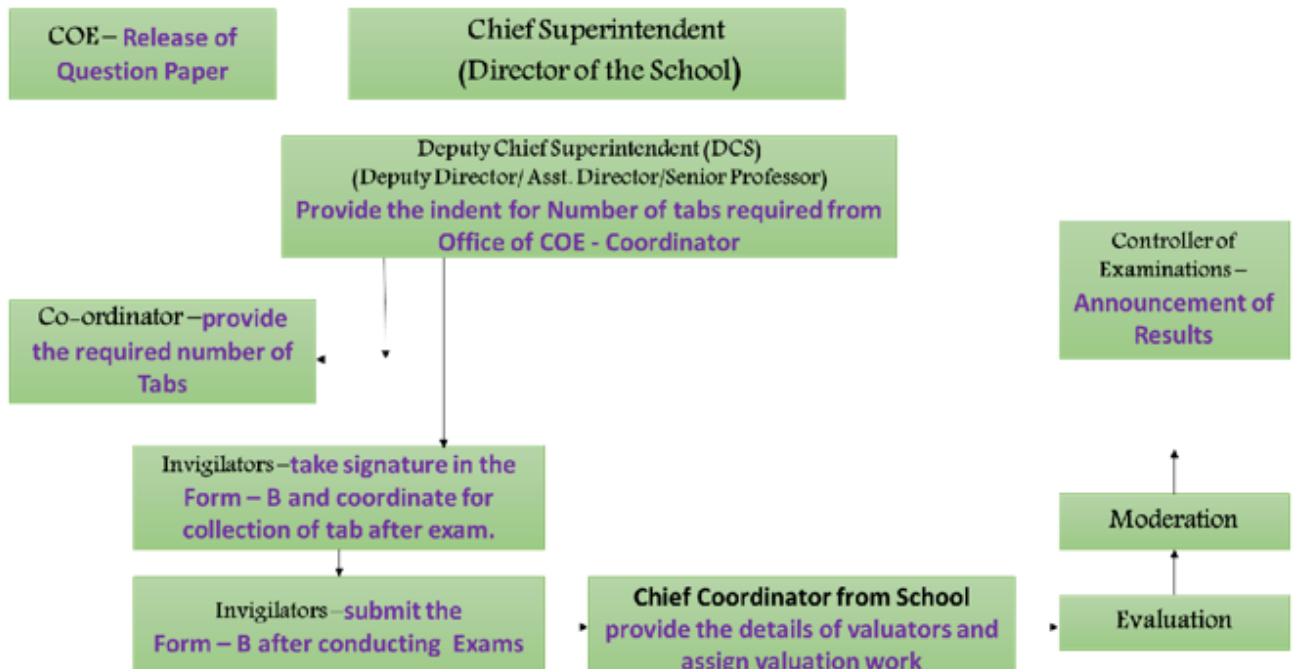 COE – Release of
Question Paper
Chief Superintendent
(Director of the School)
Deputy Chief Superintendent (DCS)
(Deputy Director/ Asst. Director/Senior Professor)
Provide the indent for Number of tabs required from
Office of COE - Coordinator
Controller of
Examinations –
Announcement of
Results
Co-ordinator –provide
the required number of
Tabs
Invigilators –take signature in the
Form – B and coordinate for
collection of tab after exam.
Moderation
Invigilators –submit the
Form – B after conducting Exams
Chief Coordinator from School
provide the details of valuators and
assign valuation work
Evaluation